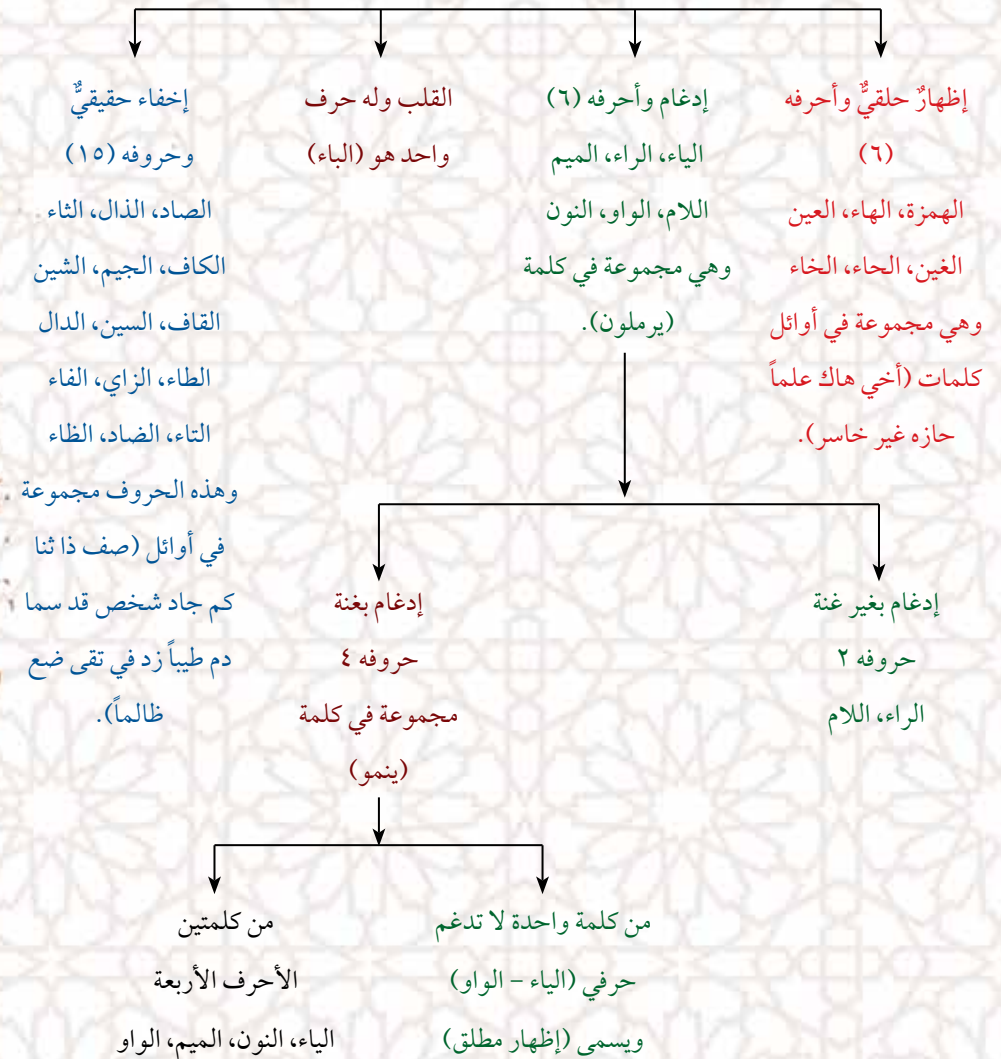 إظهارٌ حلقيٌّ وأحرفه
(٦)
الهمزة، الهاء، العين
الغين، الحاء، الخاء
وهي مجموعة في أوائل
كلمات (أخي هاك علماً
حازه غير خاسر).
إدغام وأحرفه (٦)
الياء، الراء، الميم
اللام، الواو، النون
وهي مجموعة في كلمة
(يرملون).
القلب وله حرف
واحد هو (الباء)
إخفاء حقيقيٌّ
وحروفه (١٥)
الصاد، الذال، الثاء
الكاف، الجيم، الشين
القاف، السين، الدال
الطاء، الزاي، الفاء
التاء، الضاد، الظاء
وهذه الحروف مجموعة
في أوائل (صف ذا ثنا
كم جاد شخص قد سما
دم طيباً زد في تقى ضع
ظالماً).
إدغام بغير غنة
حروفه ٢
الراء، اللام
إدغام بغنة
حروفه ٤
مجموعة في كلمة
(ينمو)
من كلمة واحدة لا تدغم
حرفي (الياء – الواو)
ويسمى (إظهار مطلق)
من كلمتين
الأحرف الأربعة
الياء، النون، الميم، الواو